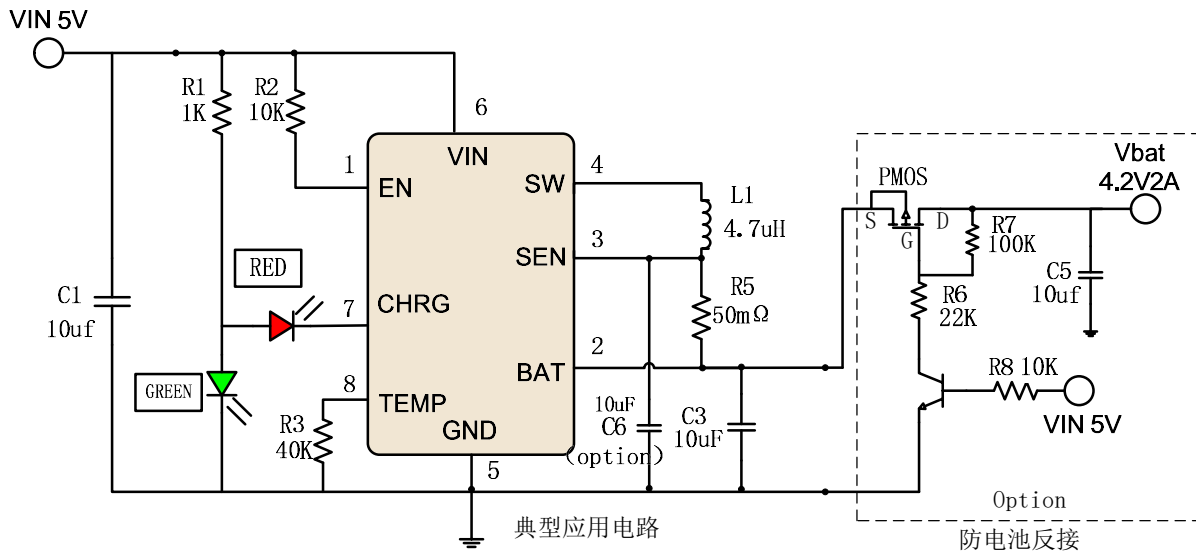 VIN 5V
R1
1K
R2
10K
6
VIN
1
EN
4
SW
L1
4.7uH
3
SEN
RED
R5
50mΩ
C1
10uf
7
CHRG
2
BAT
GREEN
8
TEMP
R3
40K
GND
5
10uF
C6
(option)
C3
10uF
PMOS
S
G
D
Vbat
4.2V2A
R7
100K
C5
10uf
R6
22K
R8 10K
VIN 5V
Option
典型应用电路
防电池反接